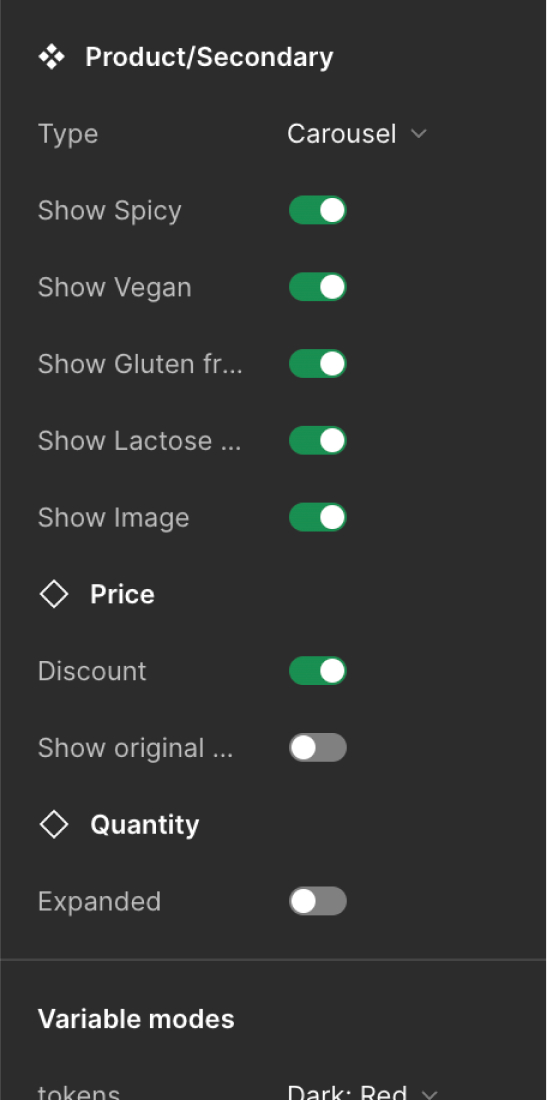 Product/Secondary
Type Carousel
Show Spicy
Show Vegan
Show Gluten fr...
Show Lactose ...
Show Image
Price
Discount
Show original ...
Quantity
Expanded
Variable modes
tokens Dark: Red